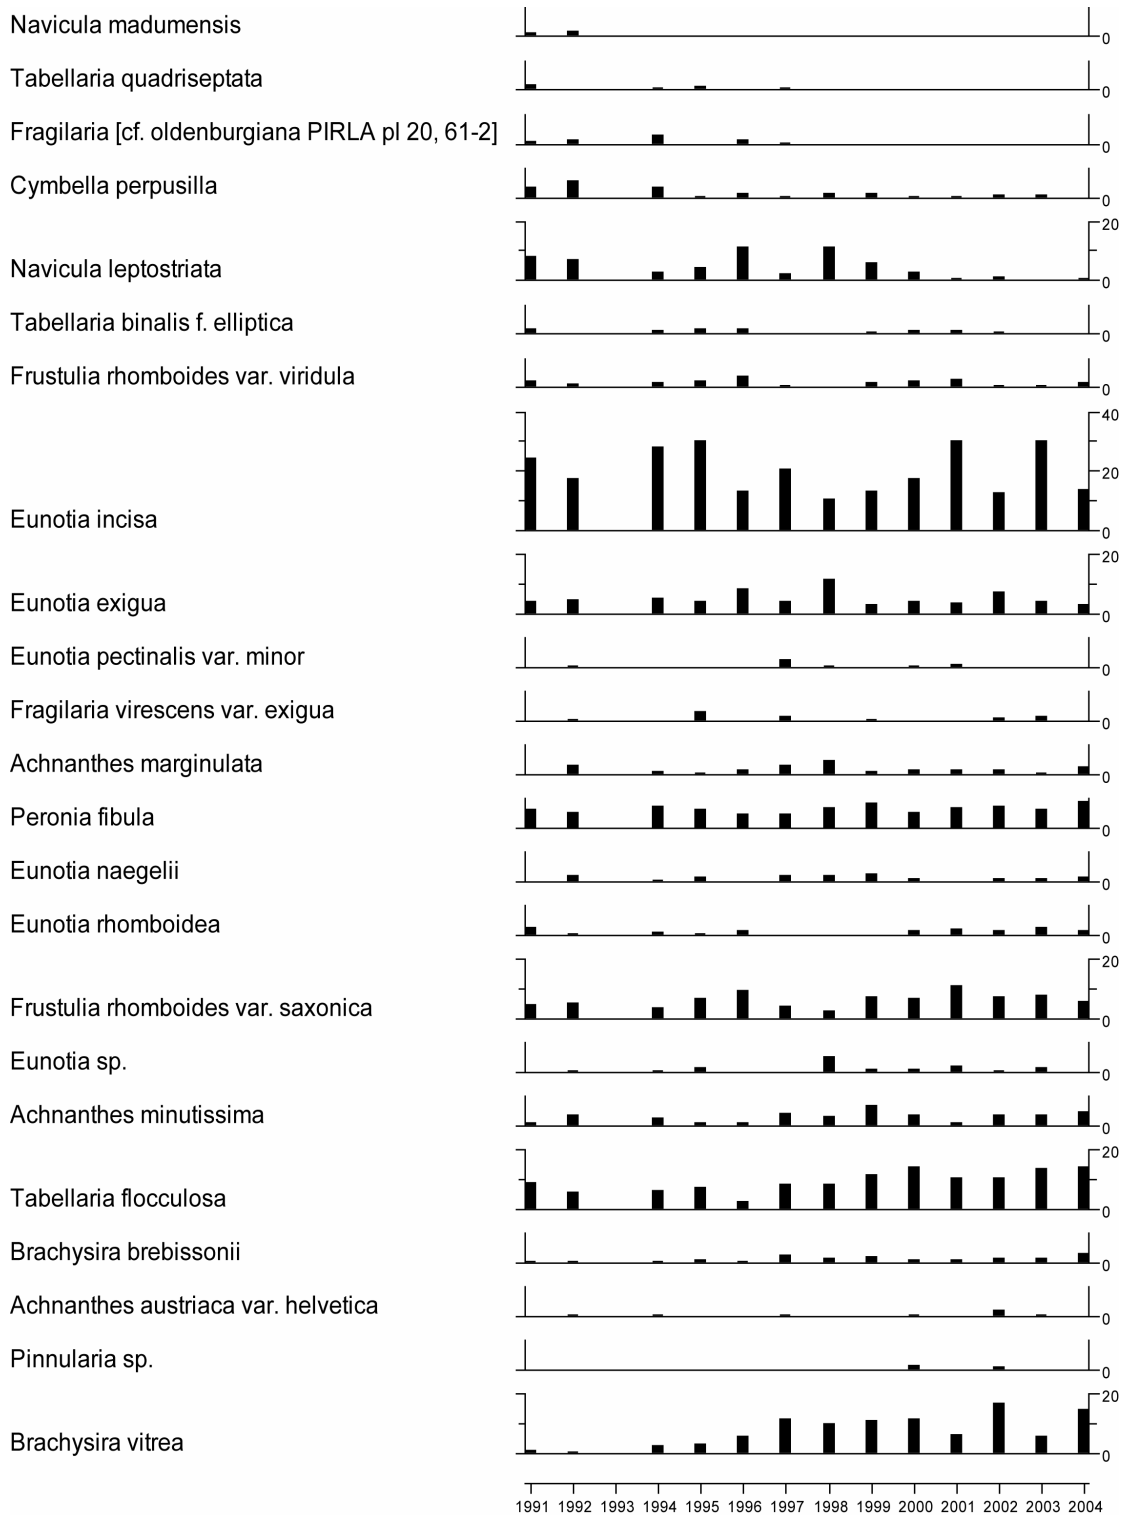 Navicula madumensis
0
Tabellaria quadriseptata
0
Fragilaria [cf. oldenburgiana PIRLA pl 20, 61-2]
0
Cymbella perpusilla
0
20
Navicula leptostriata
0
Tabellaria binalis f. elliptica
0
Frustulia rhomboides var. viridula
0
40
20
Eunotia incisa
0
20
Eunotia exigua
0
Eunotia pectinalis var. minor
0
Fragilaria virescens var. exigua
0
Achnanthes marginulata
0
Peronia fibula
0
Eunotia naegelii
0
Eunotia rhomboidea
0
20
Frustulia rhomboides var. saxonica
0
Eunotia sp.
0
Achnanthes minutissima
0
20
Tabellaria flocculosa
0
Brachysira brebissonii
0
Achnanthes austriaca var. helvetica
0
Pinnularia sp.
0
20
Brachysira vitrea
0
1991 1992 1993 1994 1995 1996 1997 1998 1999 2000 2001 2002 2003 2004